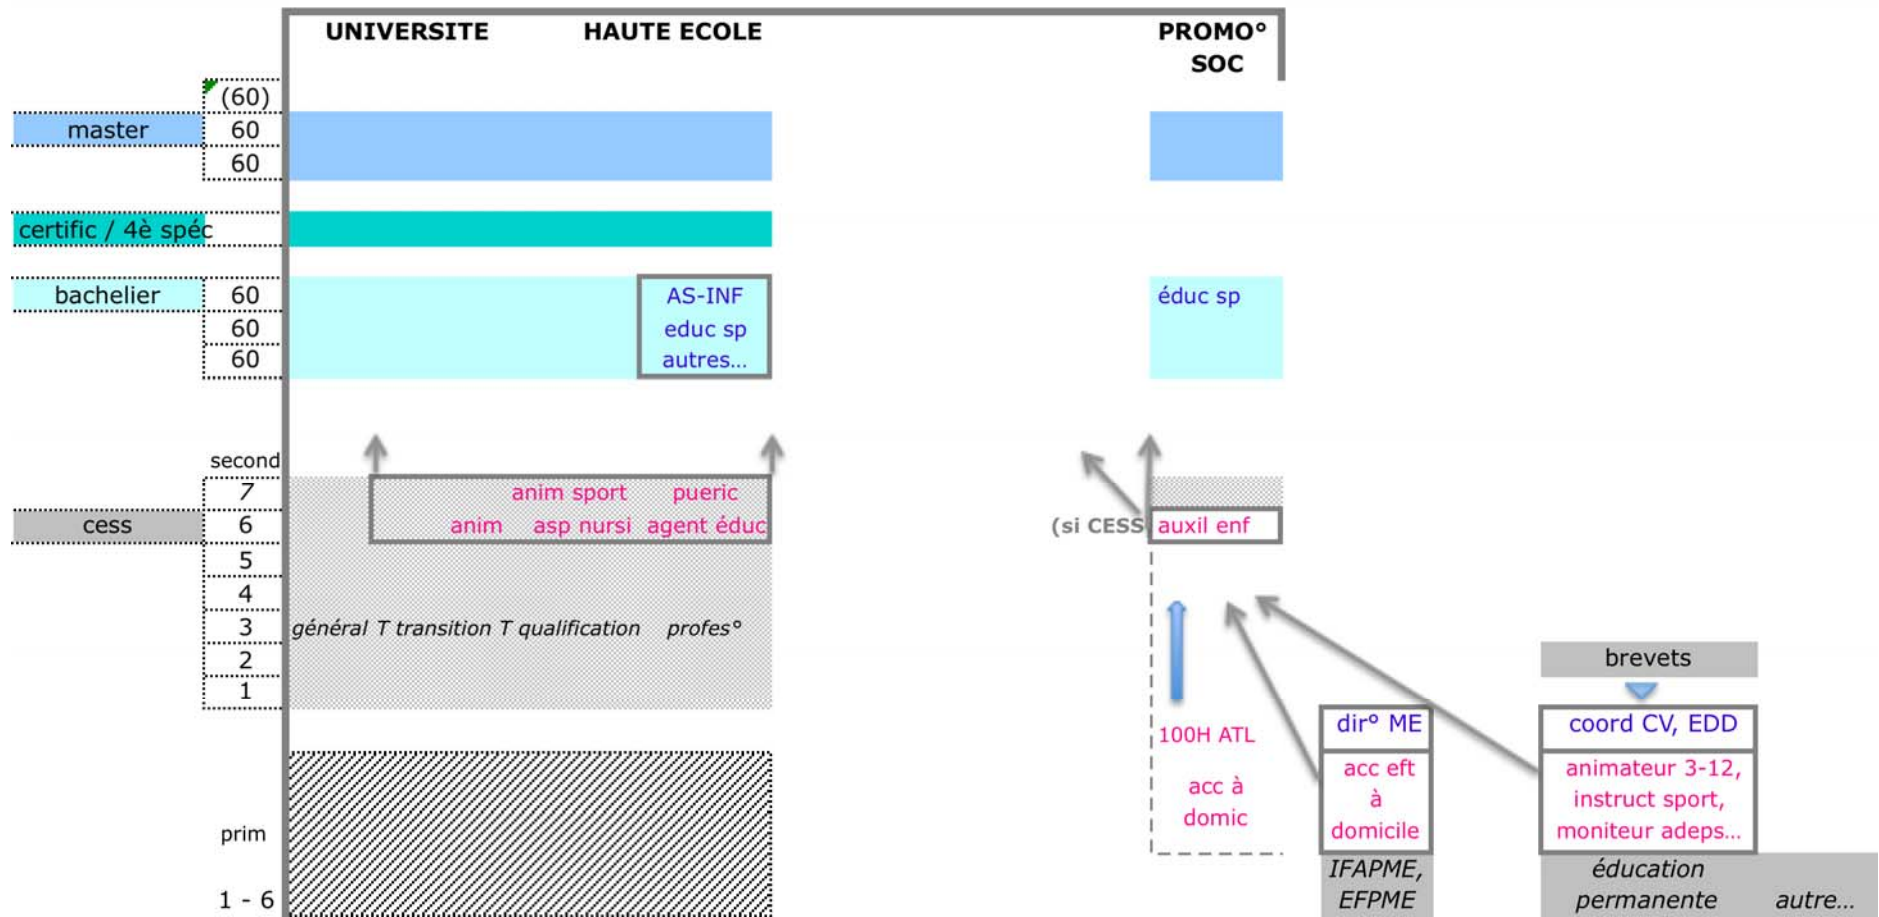 UNIVERSITE HAUTE ECOLE PROMO°
SOC
(60)
master 60
60
certific / 4è spéc
bachelier 60 AS-INF éduc sp
60 educ sp
60 autres...
second
7 anim sport pueric
cess 6 anim asp nursi agent éduc (si CESS auxil enf
5
4
3 général T transition T qualification profes°
2 brevets
1
100H ATL dir° ME coord CV, EDD
acc à
domic
acc eft
à
domicile
animateur 3-12,
instruct sport,
moniteur adeps...
prim
1 - 6
IFAPME,
EFPME
éducation
permanente autre...